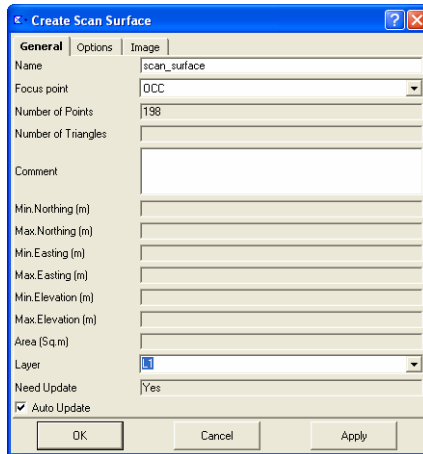 Create Scan Surface
General Options Image
Name scan_surface
Focus point OCC
Number of Points 198
Number of Triangles
Comment
Min.Northing (m)
Max.Northing (m)
Min.Easting (m)
Max.Easting (m)
Min.Elevation (m)
Max.Elevation (m)
Area (Sq.m)
Layer L1
Need Update Yes
Auto Update
OK Cancel Apply